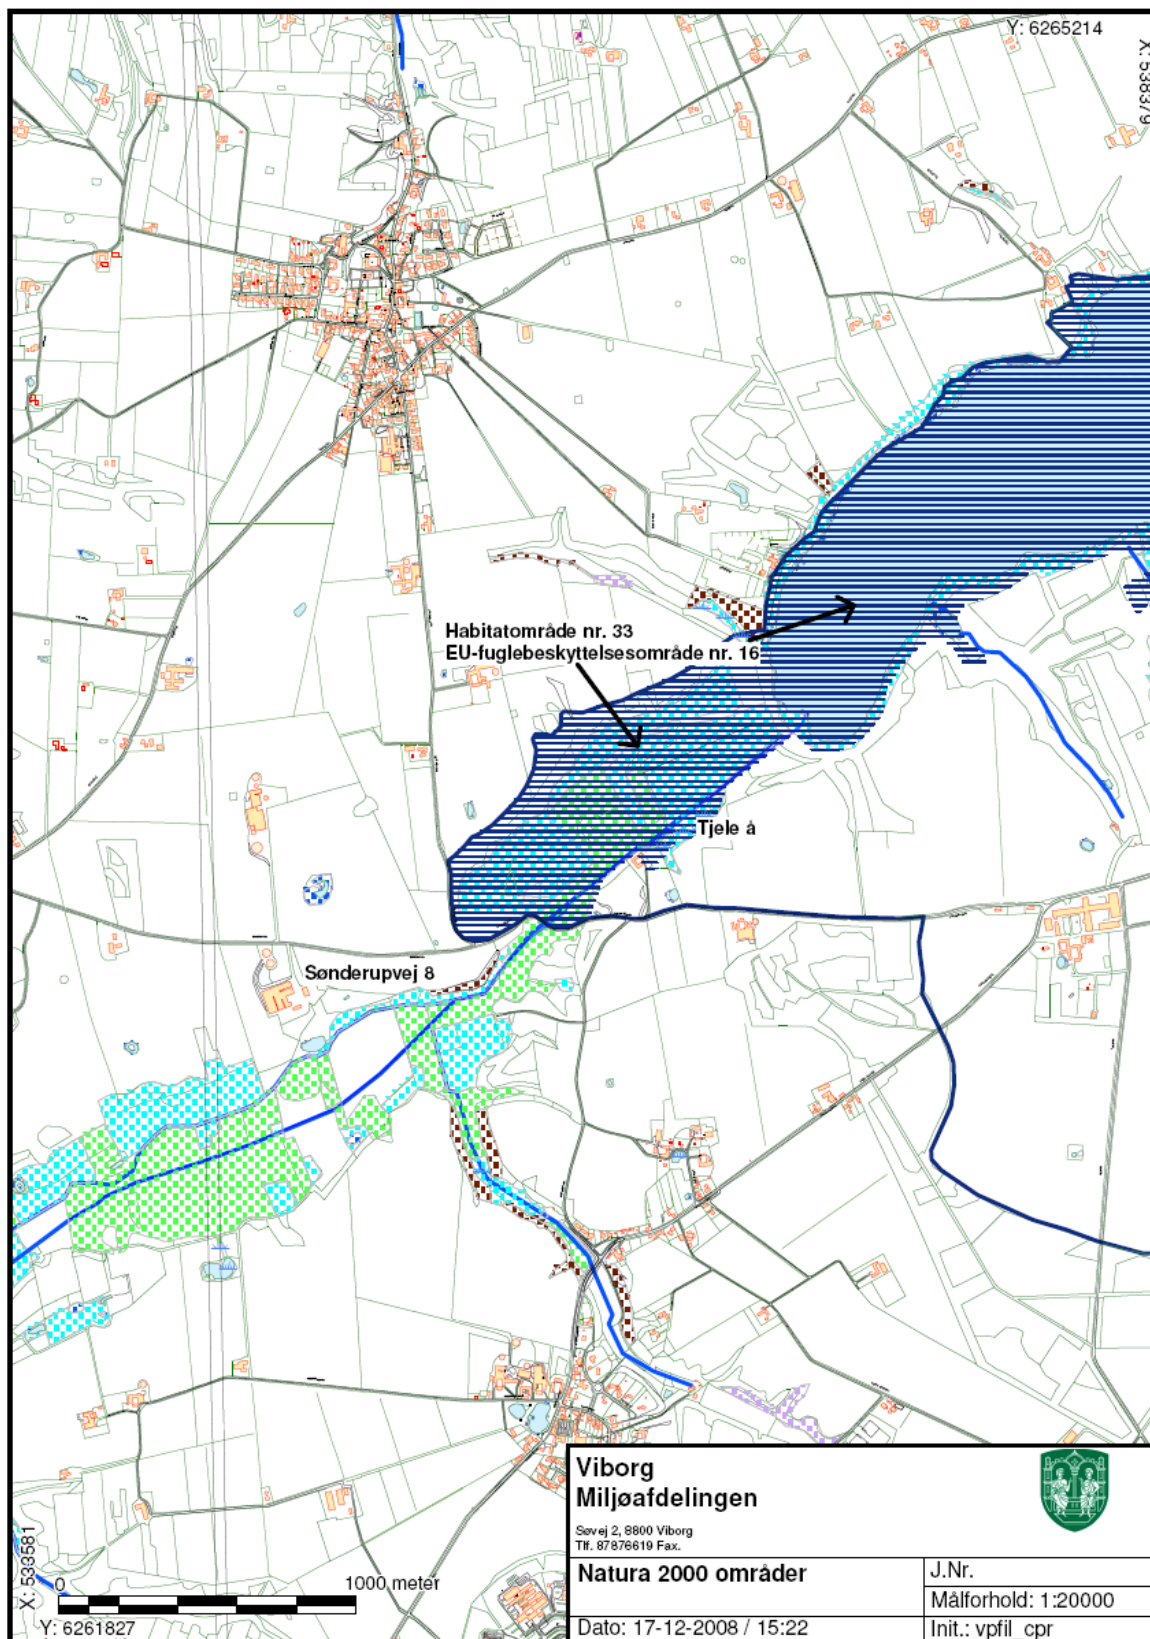 Y: 6265214
X: 538379
Habitatområde nr. 33
EU-fuglebeskyttelsesområde nr. 16
Tjele å
Sønderupvej 8
X: 533581
0 1000 meter
Y: 6261827
Viborg
Miljøafdelingen
Søvej 2, 8800 Viborg
Tlf. 87876619 Fax.
Natura 2000 områder
J.Nr.
Målforhold: 1:20000
Dato: 17-12-2008 / 15:22
Init.: vpfil_cpr